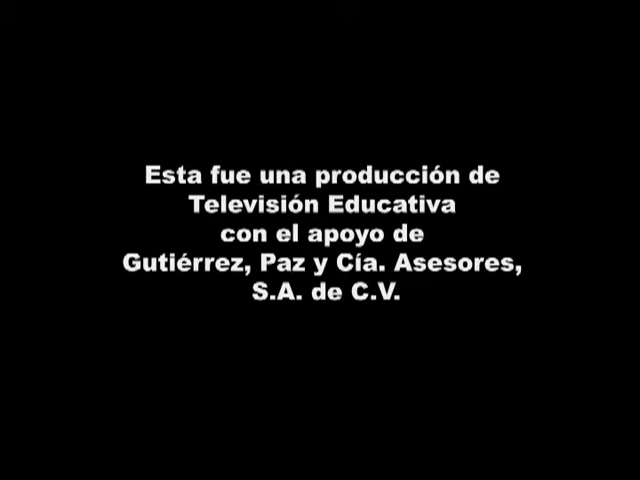 Esta fue una producción de
Televisión Educativa
con el apoyo de
Gutiérrez, Paz y Cía. Asesores,
S.A. de C.V.